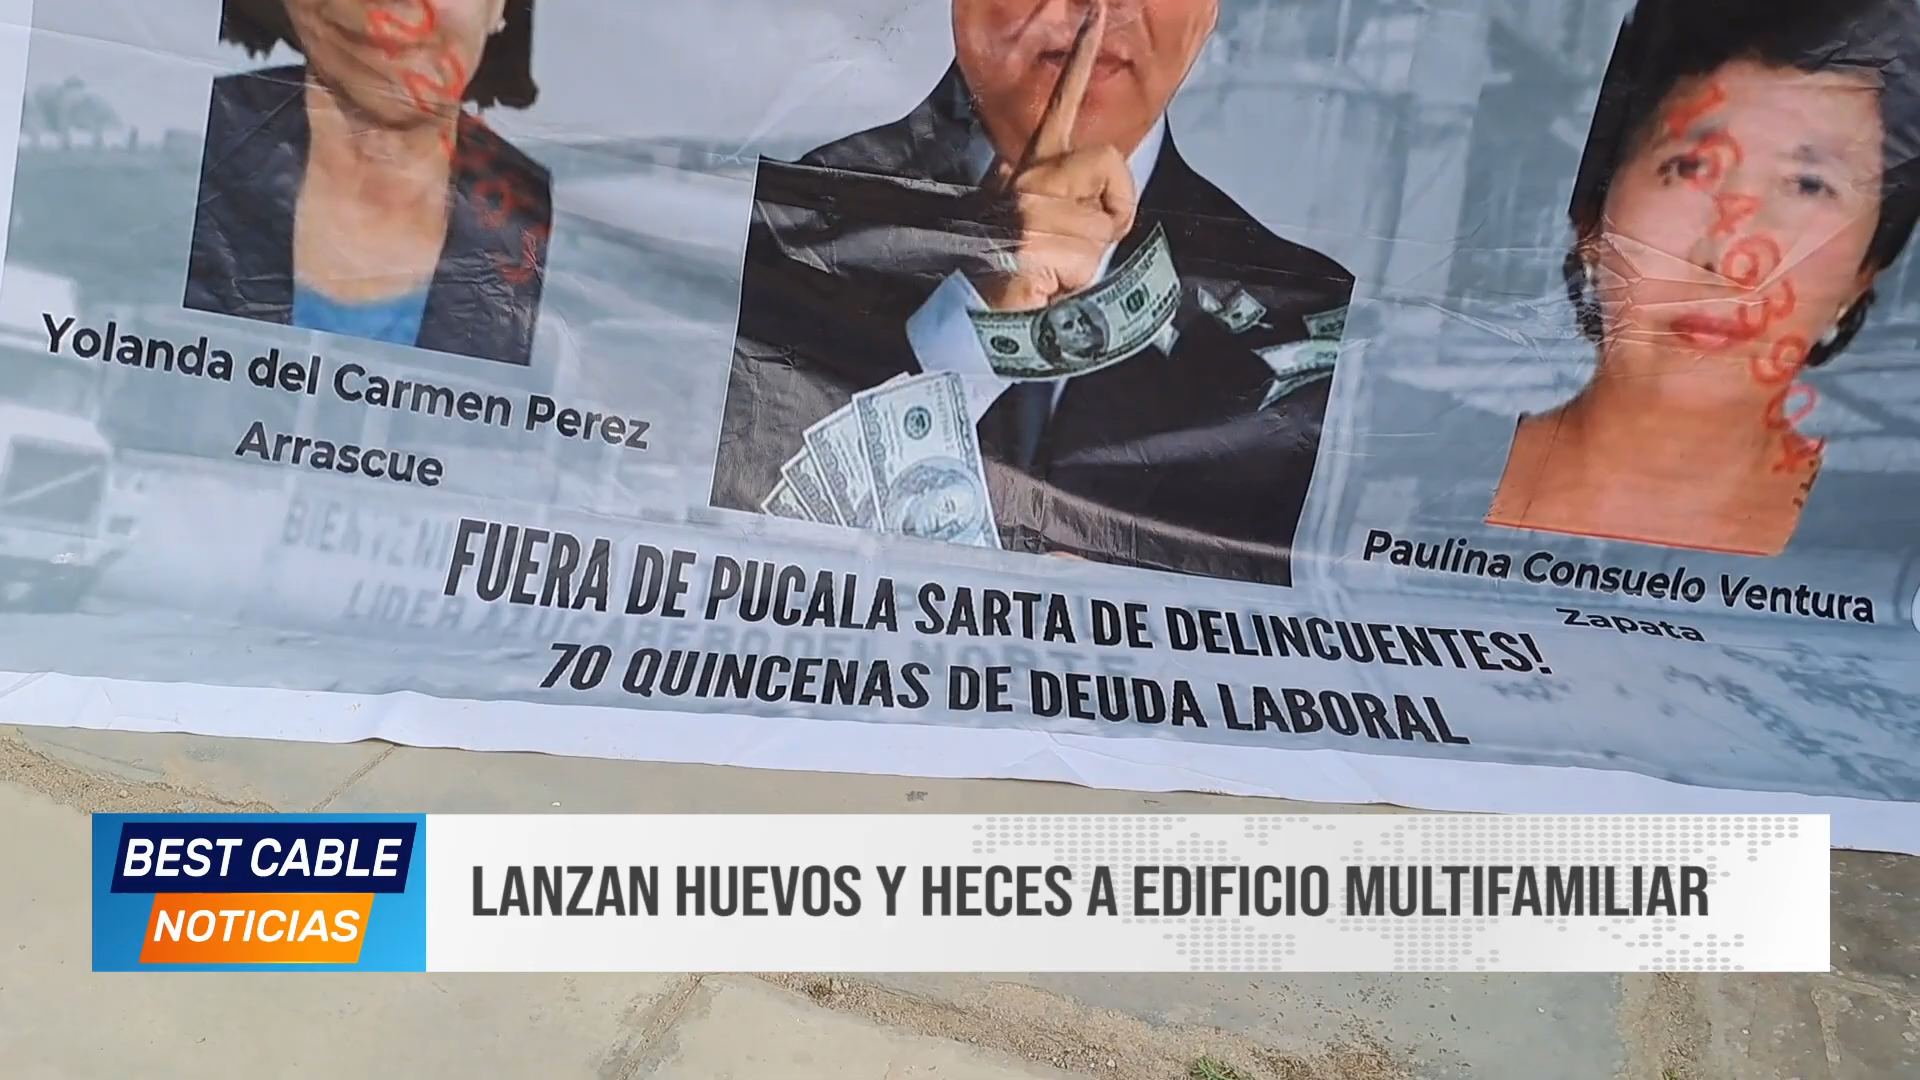 Yolanda del Carmen Perez
Arrascue
Paulina Consuelo Ventura
Zapata
FUERA DE PUCALA SARTA DE DELINCUENTES!
70 QUINCENAS DE DEUDA LABORAL
BEST CABLE
NOTICIAS
LANZAN HUEVOS Y HECES A EDIFICIO MULTIFAMILIAR